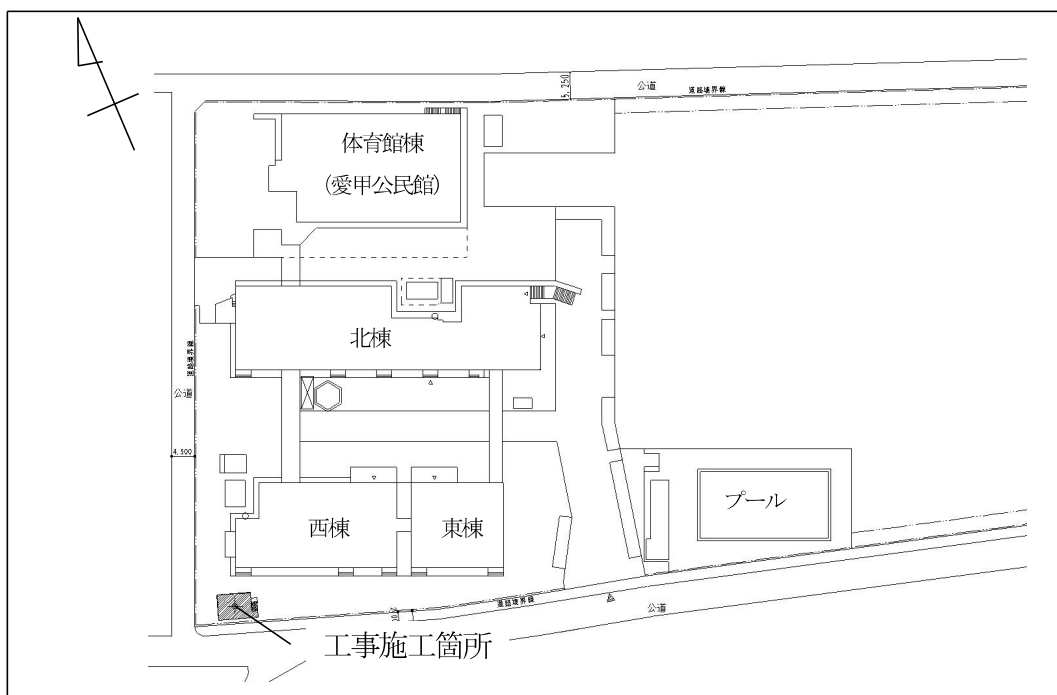 5,250
公道
道路境界線
体育館棟
(愛甲公民館)
北棟
道路境界線
公道
4,500
西棟
東棟
プール
道路境界線
公道
工事施工箇所